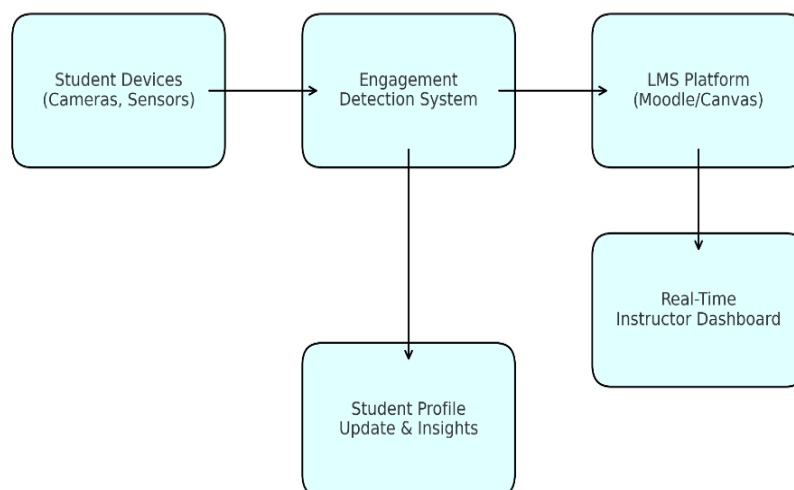 Student Devices
(Cameras, Sensors)
Engagement
Detection System
LMS Platform
(Moodle/Canvas)
Real-Time
Instructor Dashboard
Student Profile
Update & Insights